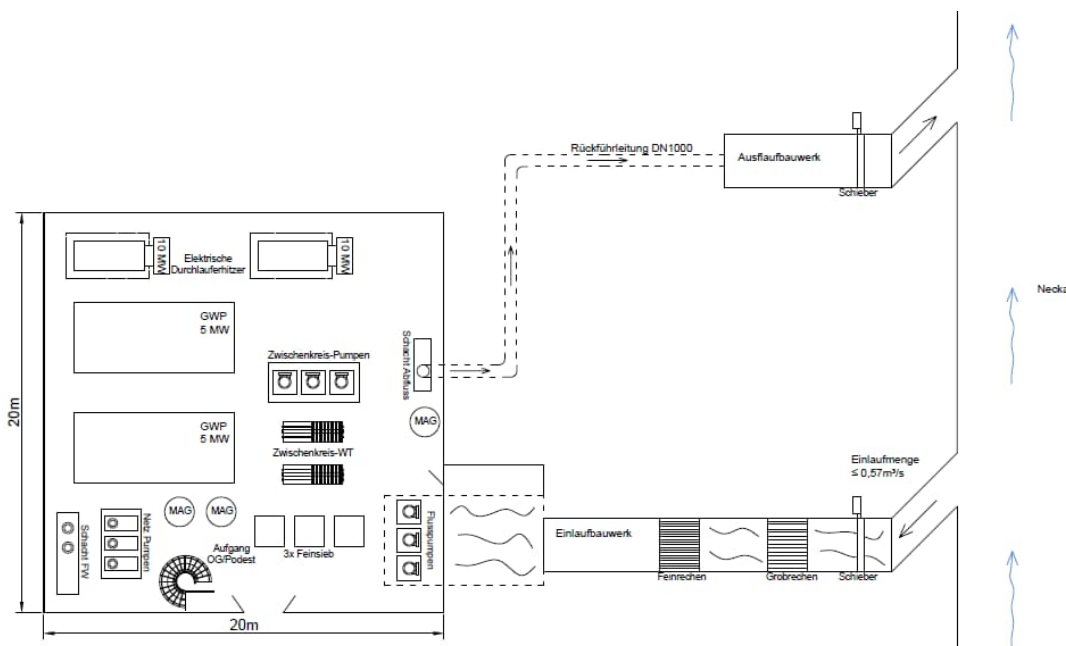 Rückführleitung DN1000
Ausflaufbauwerk
Schieber
10 MW
Elektrische
Durchlauferhitzer
10 MW
GWP
5 MW
Zwischenkreis-Pumpen
Schacht Abfluss
Necka
20m
GWP
5 MW
MAG
Zwischenkreis-WT
Einlaufmenge
≤ 0,57m³/s
MAG
MAG
Schacht FW
Netz Pumpen
Aufgang
OG/Podest
3x Feinsieb
Flusspumpen
Einlaufbauwerk
Feinrechen
Grobrechen
Schieber
20m